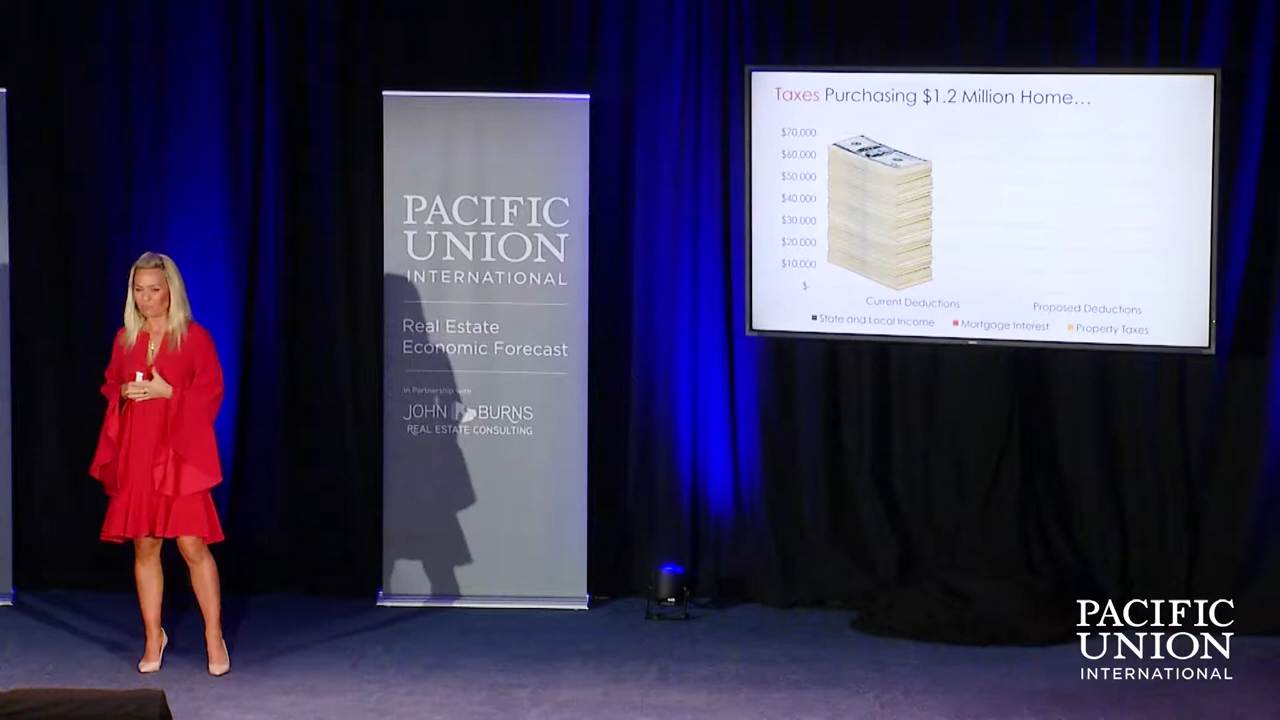 PACIFIC
UNION
INTERNATIONAL
Real Estate
Economic Forecast
In Partnership with
JOHN BURNS
REAL ESTATE CONSULTING
Taxes Purchasing $1.2 Million Home...
$70,000
$60,000
$50,000
$40,000
$30,000
$20,000
$10,000
$-
Current Deductions
Proposed Deductions
State and Local Income
Mortgage Interest
Property Taxes
PACIFIC
UNION
INTERNATIONAL